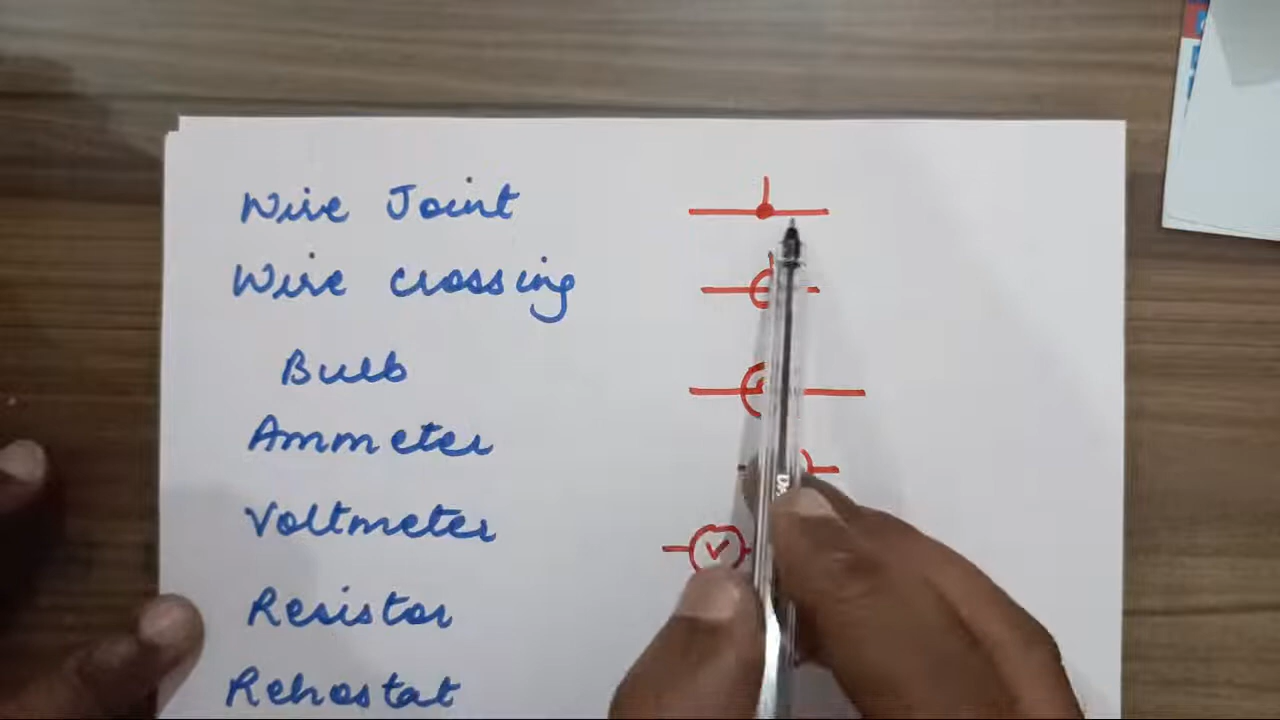 Wire Joint
Wire crossing
Bulb
Ammeter
Voltmeter
V
Resistor
Rehostat